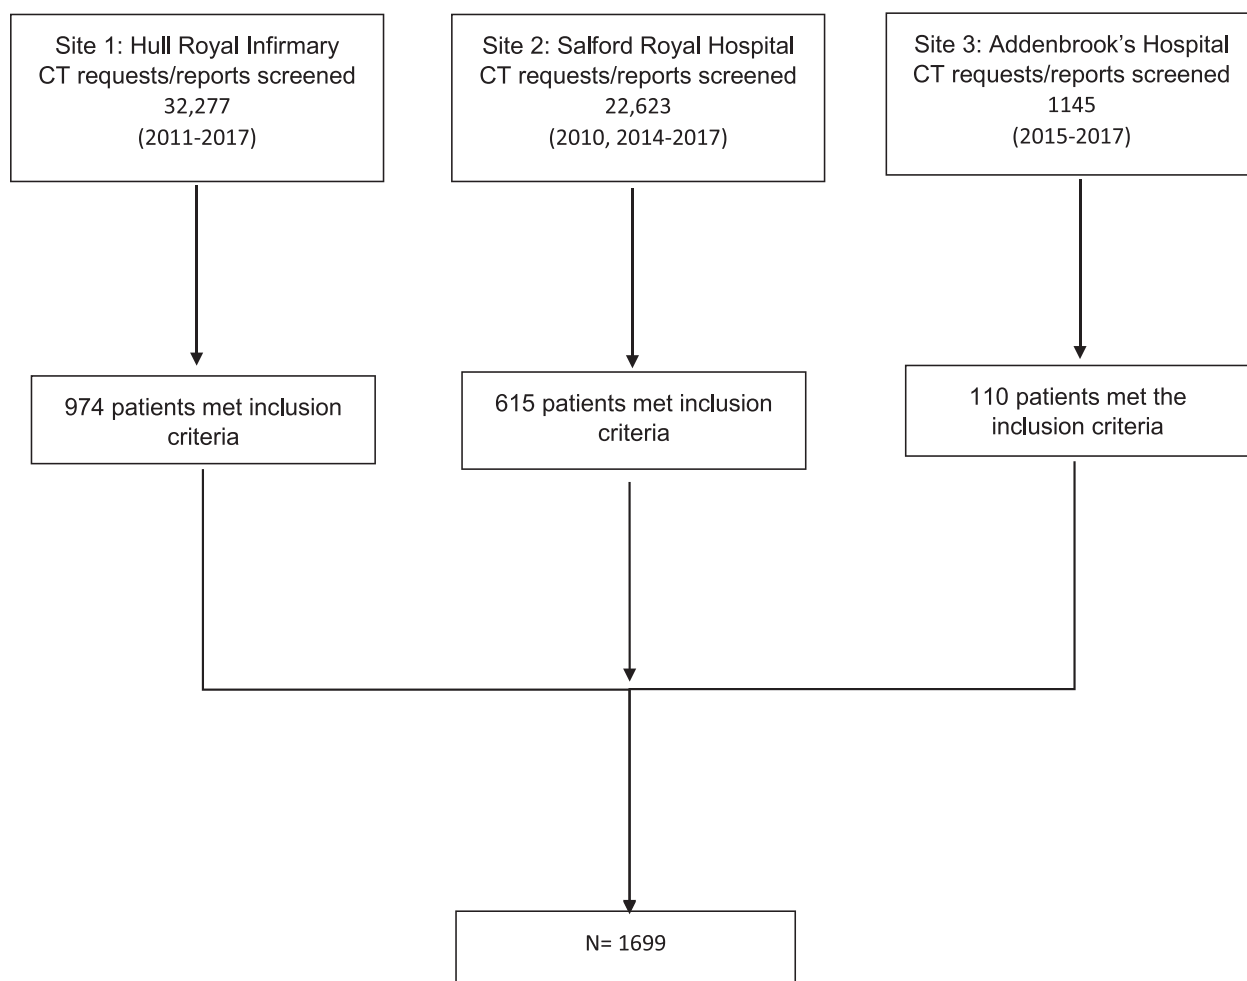 Site 1: Hull Royal Infirmary
CT requests/reports screened
32,277
(2011-2017)
Site 2: Salford Royal Hospital
CT requests/reports screened
22,623
(2010, 2014-2017)
Site 3: Addenbrook’s Hospital
CT requests/reports screened
1145
(2015-2017)
974 patients met inclusion
criteria
615 patients met inclusion
criteria
110 patients met the
inclusion criteria
N= 1699